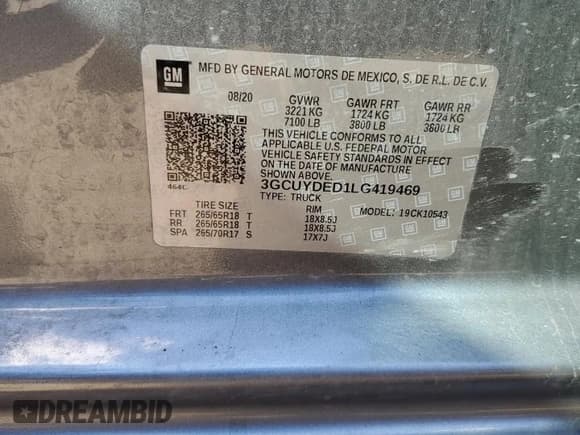 GM
MFD BY GENERAL MOTORS DE MEXICO, S. DE R.L. DE C.V.
08/20 GVWR GAWR FRT GAWR RR
3221 KG 1724 KG 1724 KG
7100 LB 3800 LB 3800 LB
THIS VEHICLE CONFORMS TO ALL
APPLICABLE U.S. FEDERAL MOTOR
VEHICLE SAFETY STANDARDS IN EFFECT
ON THE DATE OF MANUFACTURE
SHOWN ABOVE.
464C
3GCUYDED1LG419469
TYPE: TRUCK MODEL: 19CK10543
TIRE SIZE RIM
FRT 265/65R18 T 18X8.5J
RR 265/65R18 T 18X8.5J
SPA 265/70R17 S 17X7J
DREAMBID